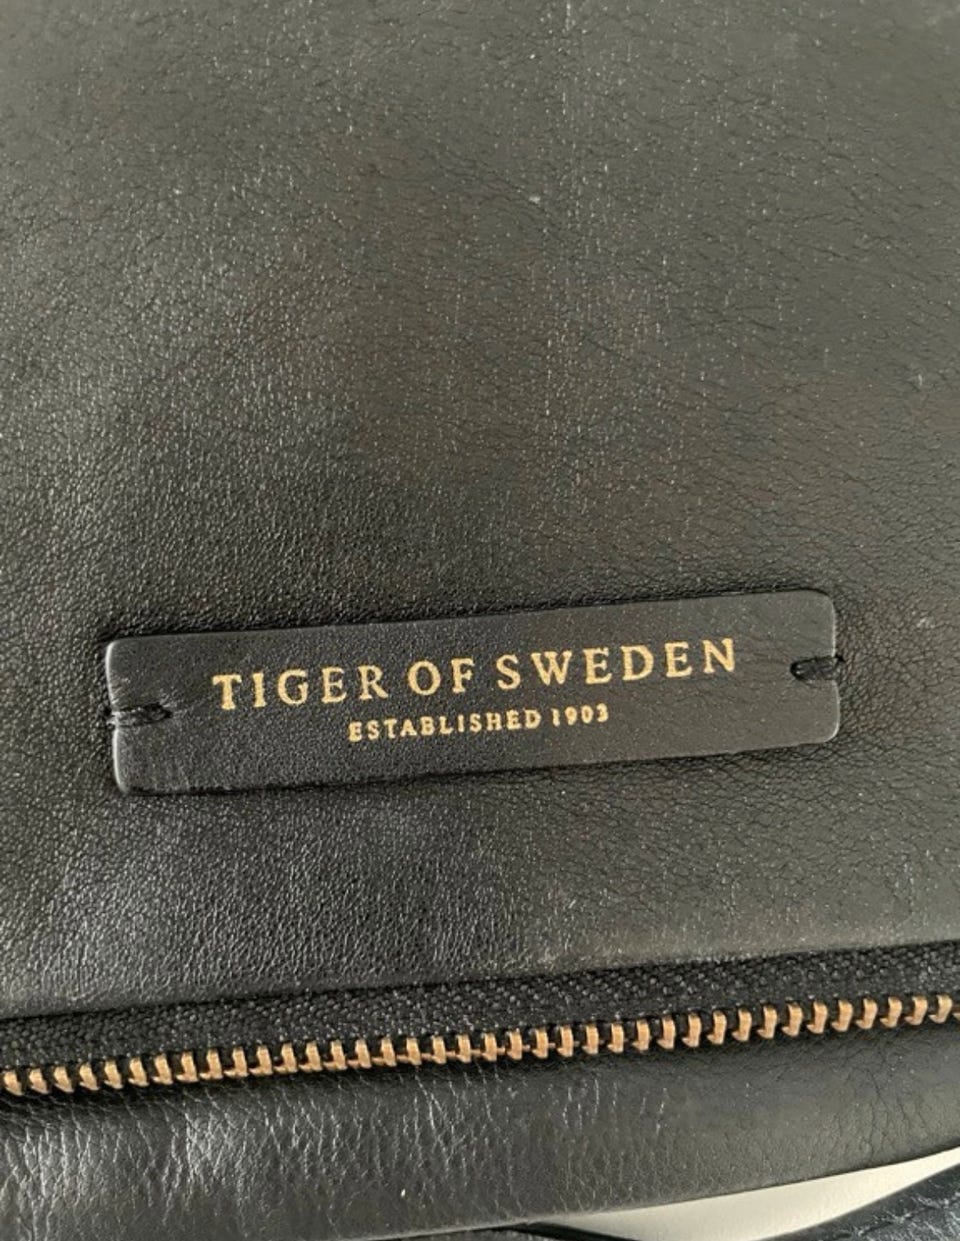 TIGER OF SWEDEN
ESTABLISHED 1903